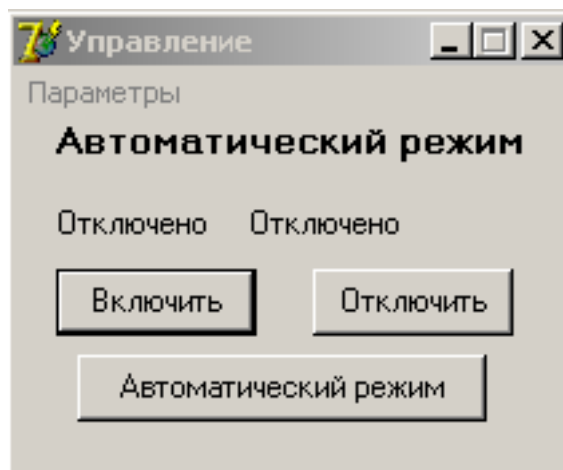 Управление
Параметры
Автоматический режим
Отключено Отключено
Включить Отключить
Автоматический режим